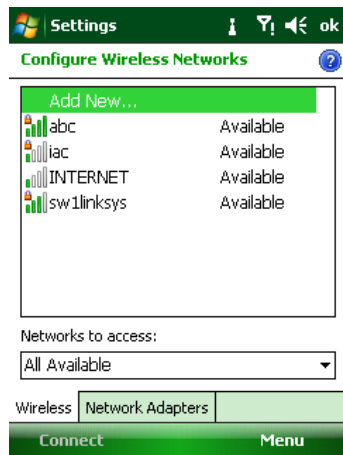 Settings ok
Configure Wireless Networks ?
Add New...
abc Available
iac Available
INTERNET Available
sw1linksys Available
Networks to access:
All Available
Wireless Network Adapters
Connect Menu